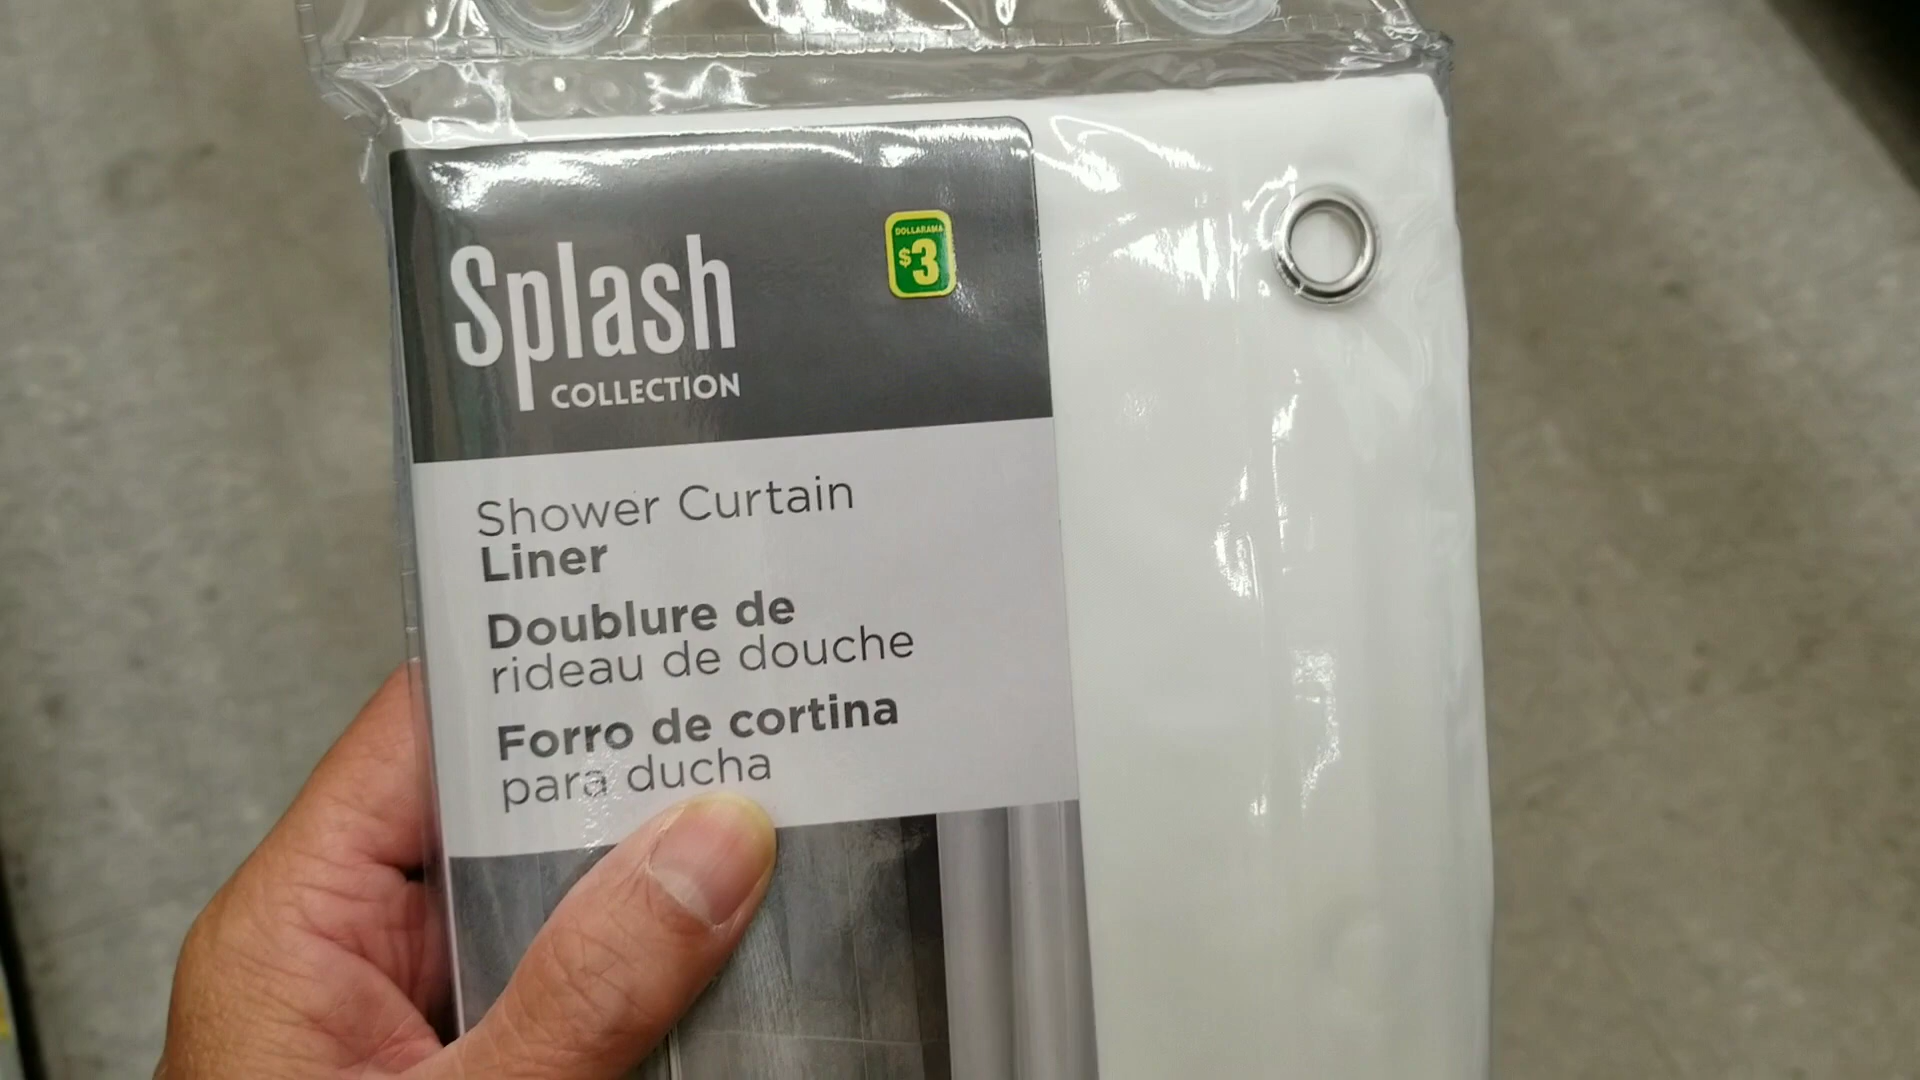 DOLLARAMA
$3
Splash
COLLECTION
Shower Curtain
Liner
Doublure de
rideau de douche
Forro de cortina
para ducha